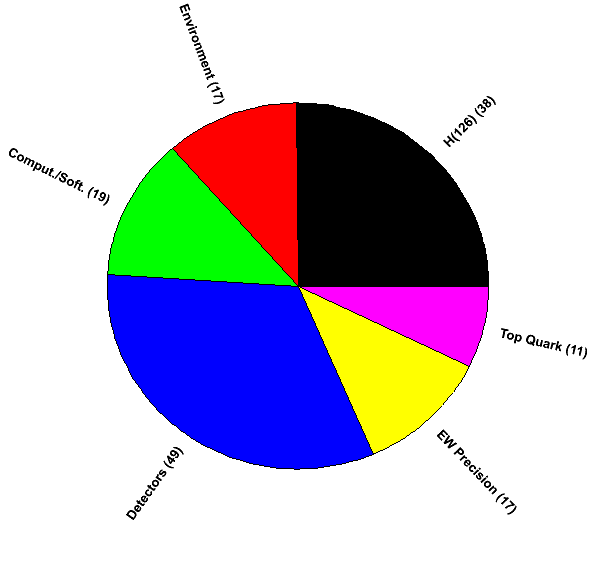 Environment (17)
H(126) (38)
Comput./Soft. (19)
Top Quark (11)
Detectors (49)
EW Precision (17)